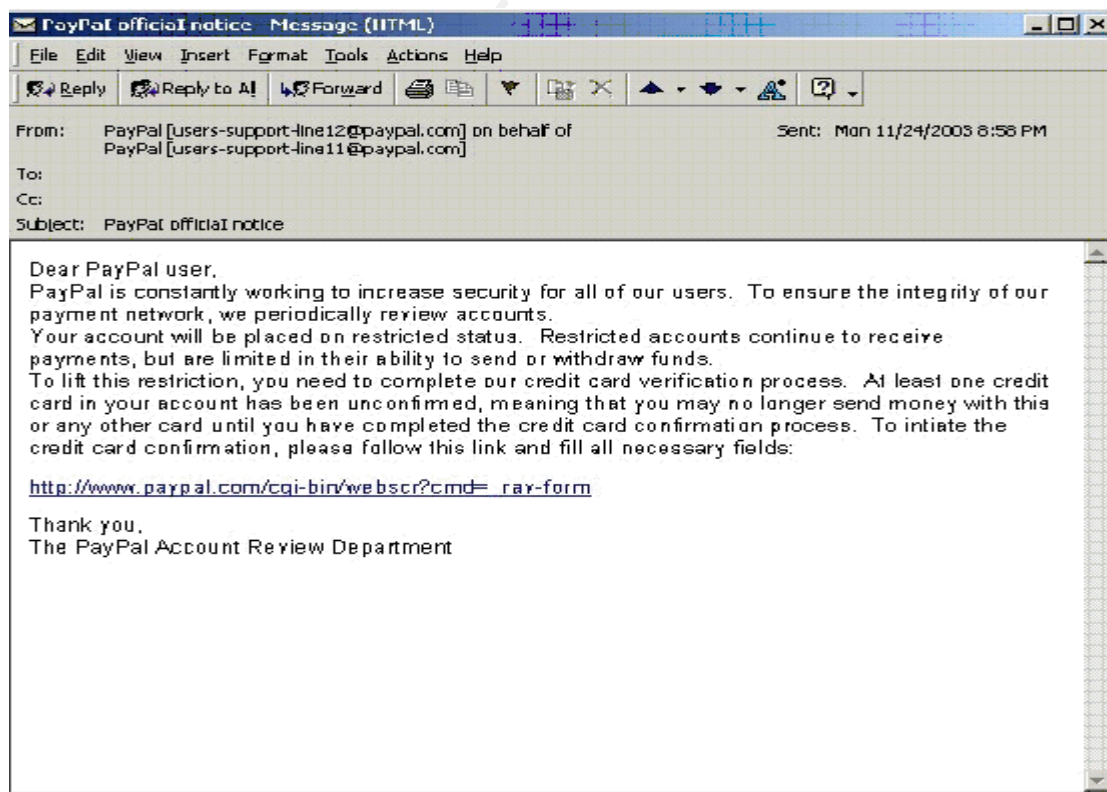 PayPaI officiaI notice - Message (HTML)
File Edit View Insert Format Tools Actions Help
Reply Reply to All Forward
From: PayPal [users-support-line12@paypal.com] on behalf of Sent: Mon 11/24/2003 8:58 PM
PayPal [users-support-line11@paypal.com]
To:
Cc:
Subject: PayPaI officiaI notice
Dear PayPal user,
PayPal is constantly working to increase security for all of our users. To ensure the integrity of our
payment network, we periodically review accounts.
Your account will be placed on restricted status. Restricted accounts continue to receive
payments, but are limited in their ability to send or withdraw funds.
To lift this restriction, you need to complete our credit card verification process. At least one credit
card in your account has been unconfirmed, meaning that you may no longer send money with this
or any other card until you have completed the credit card confirmation process. To intiate the
credit card confirmation, please follow this link and fill all necessary fields:
http://www.paypal.com/cgi-bin/webscr?cmd=_rav-form
Thank you,
The PayPal Account Review Department